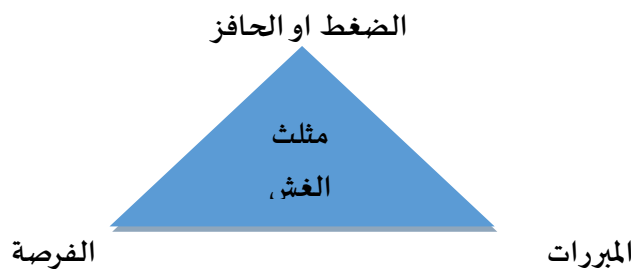 الضغط او الحافز
مثلث
الغش
المبررات
الفرصة